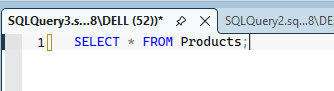 SQLQuery3.s...8\DELL (52))* SQLQuery2.sq...8\DE
1 SELECT * FROM Products;